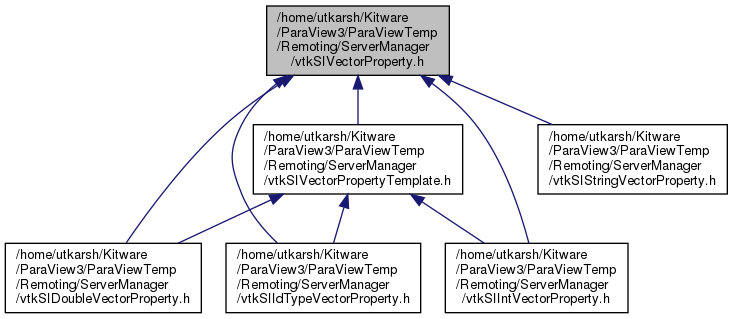 /home/utkarsh/Kitware
/ParaView3/ParaViewTemp
/Remoting/ServerManager
/vtkSIVectorProperty.h
/home/utkarsh/Kitware
/ParaView3/ParaViewTemp
/Remoting/ServerManager
/vtkSIVectorPropertyTemplate.h
/home/utkarsh/Kitware
/ParaView3/ParaViewTemp
/Remoting/ServerManager
/vtkSIStringVectorProperty.h
/home/utkarsh/Kitware
/ParaView3/ParaViewTemp
/Remoting/ServerManager
/vtkSIDoubleVectorProperty.h
/home/utkarsh/Kitware
/ParaView3/ParaViewTemp
/Remoting/ServerManager
/vtkSIIdTypeVectorProperty.h
/home/utkarsh/Kitware
/ParaView3/ParaViewTemp
/Remoting/ServerManager
/vtkSIIntVectorProperty.h